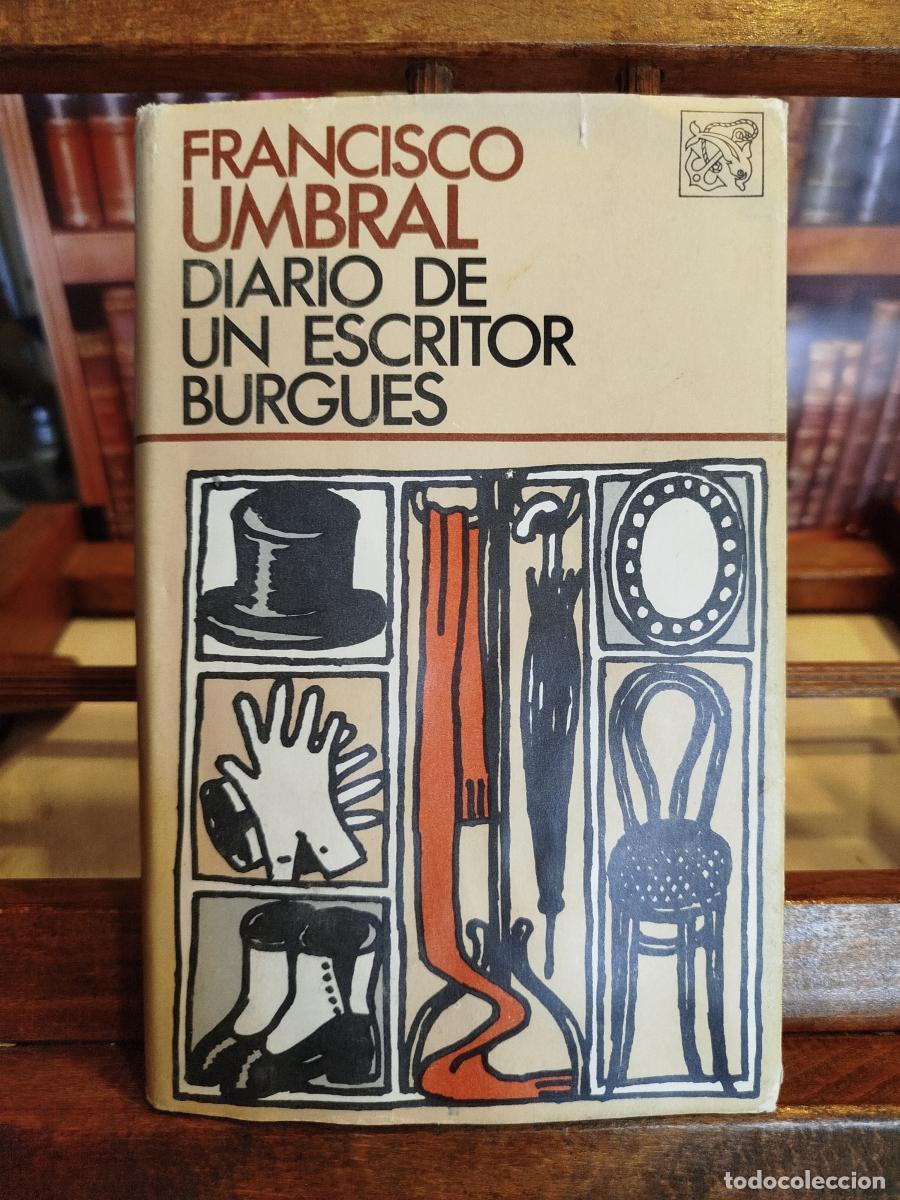 FRANCISCO
UMBRAL
DIARIO DE
UN ESCRITOR
BURGUES
todocoleccion